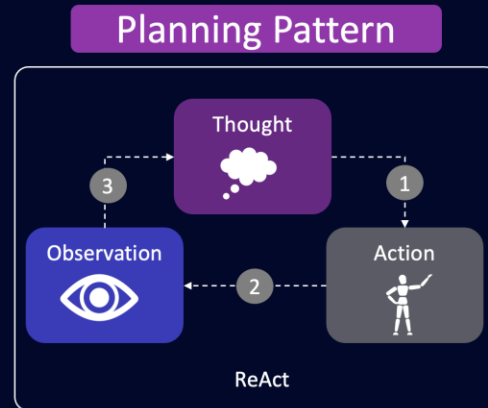 Planning Pattern
Thought
3
1
Observation
Action
2
ReAct